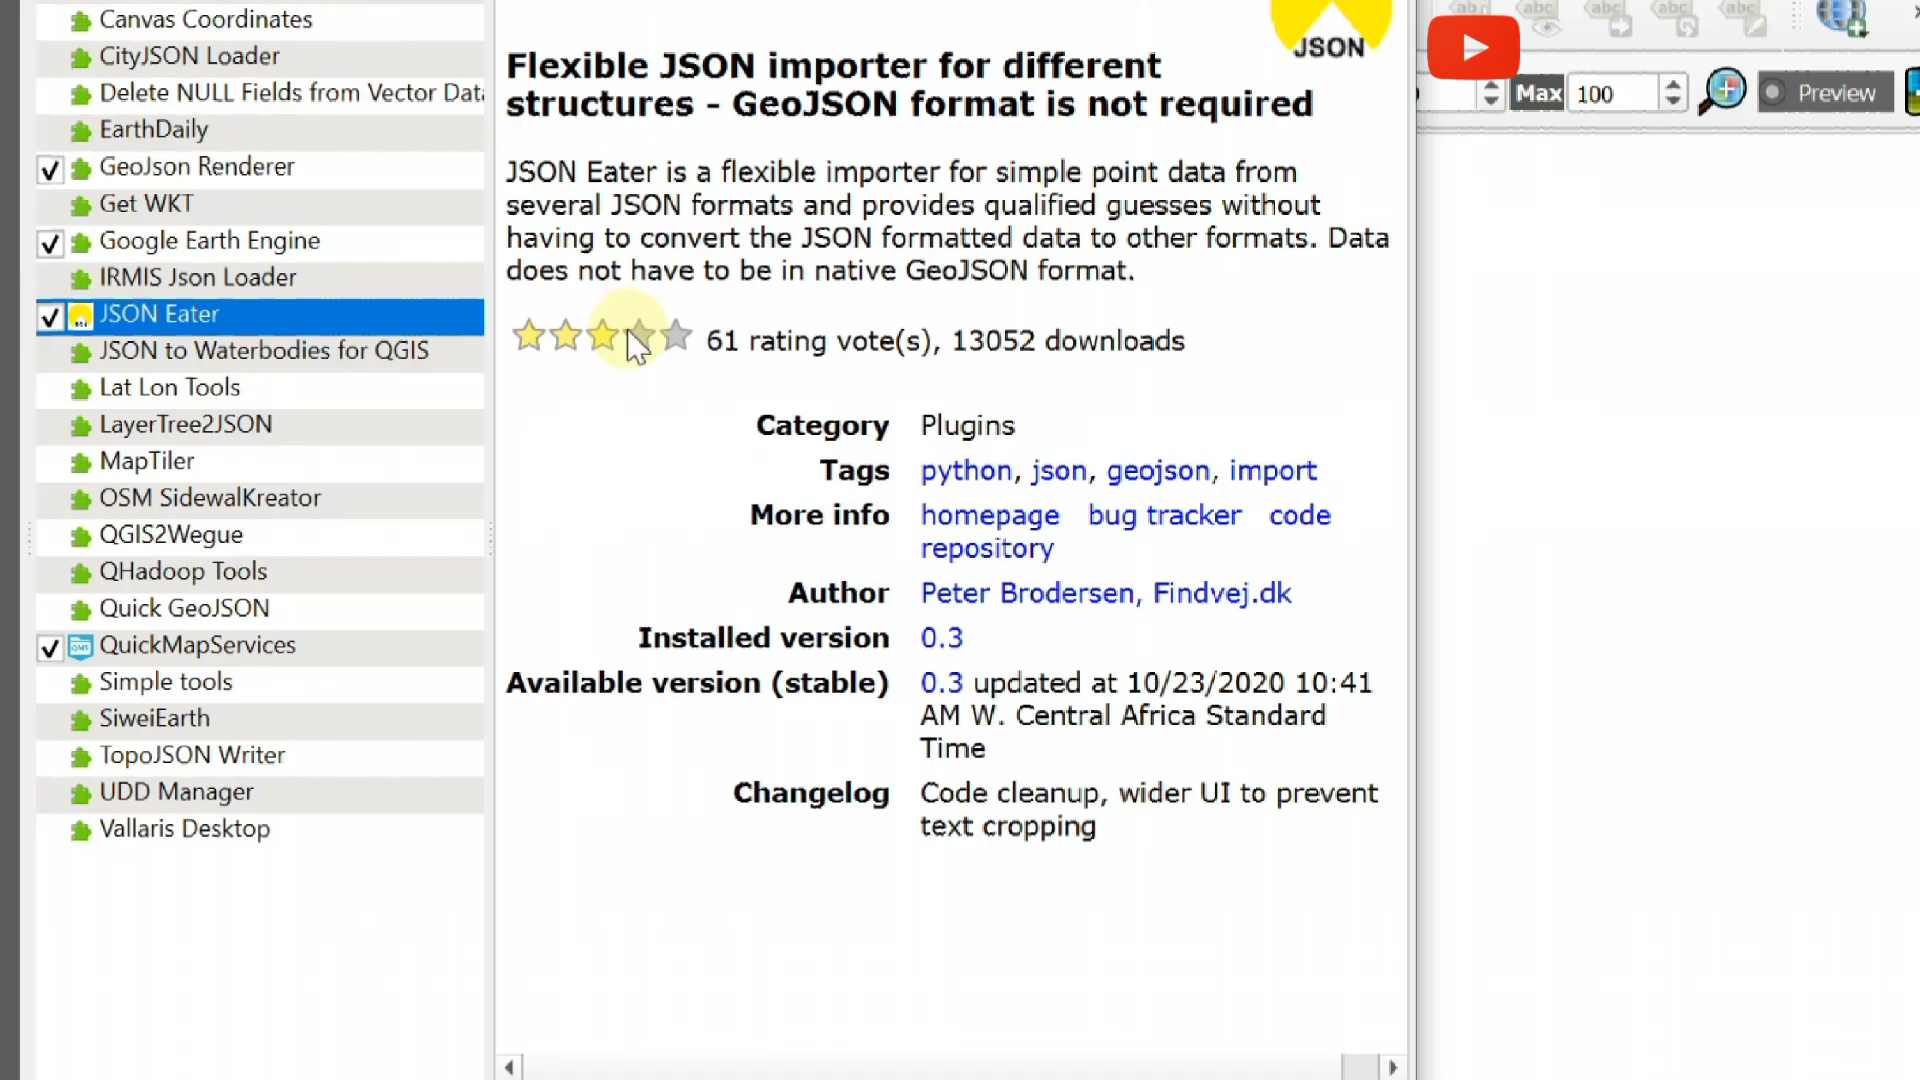 Canvas Coordinates
CityJSON Loader
Delete NULL Fields from Vector Dat
EarthDaily
GeoJson Renderer
Get WKT
Google Earth Engine
IRMIS Json Loader
JSON Eater
JSON to Waterbodies for QGIS
Lat Lon Tools
LayerTree2JSON
MapTiler
OSM SidewalKreator
QGIS2Wegue
QHadoop Tools
Quick GeoJSON
QuickMapServices
Simple tools
SiweiEarth
TopoJSON Writer
UDD Manager
Vallaris Desktop
JSON
Flexible JSON importer for different
structures - GeoJSON format is not required
JSON Eater is a flexible importer for simple point data from
several JSON formats and provides qualified guesses without
having to convert the JSON formatted data to other formats. Data
does not have to be in native GeoJSON format.
61 rating vote(s), 13052 downloads
Category Plugins
Tags python, json, geojson, import
More info homepage bug tracker code
repository
Author Peter Brodersen, Findvej.dk
Installed version 0.3
Available version (stable) 0.3 updated at 10/23/2020 10:41
AM W. Central Africa Standard
Time
Changelog Code cleanup, wider UI to prevent
text cropping
abc abc abc abc
Max 100 Preview